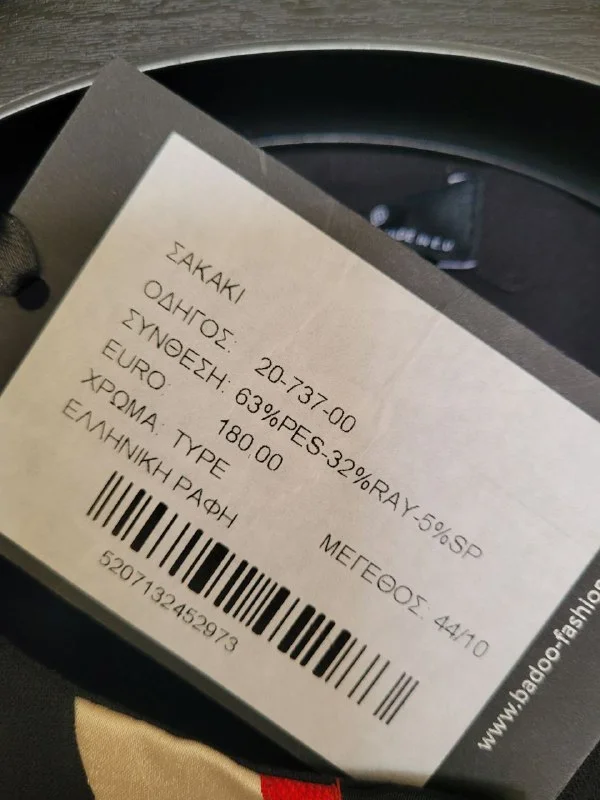 ΣΑΚΑΚΙ
ΟΔΗΓΟΣ: 20-737-00
ΣΥΝΘΕΣΗ: 63%PES-32%RAY-5%SP
EURO: 180,00
ΧΡΩΜΑ: TYPE ΜΕΓΕΘΟΣ: 44/10
ΕΛΛΗΝΙΚΗ ΡΑΦΗ
5207132452973
www.badoo-fashio